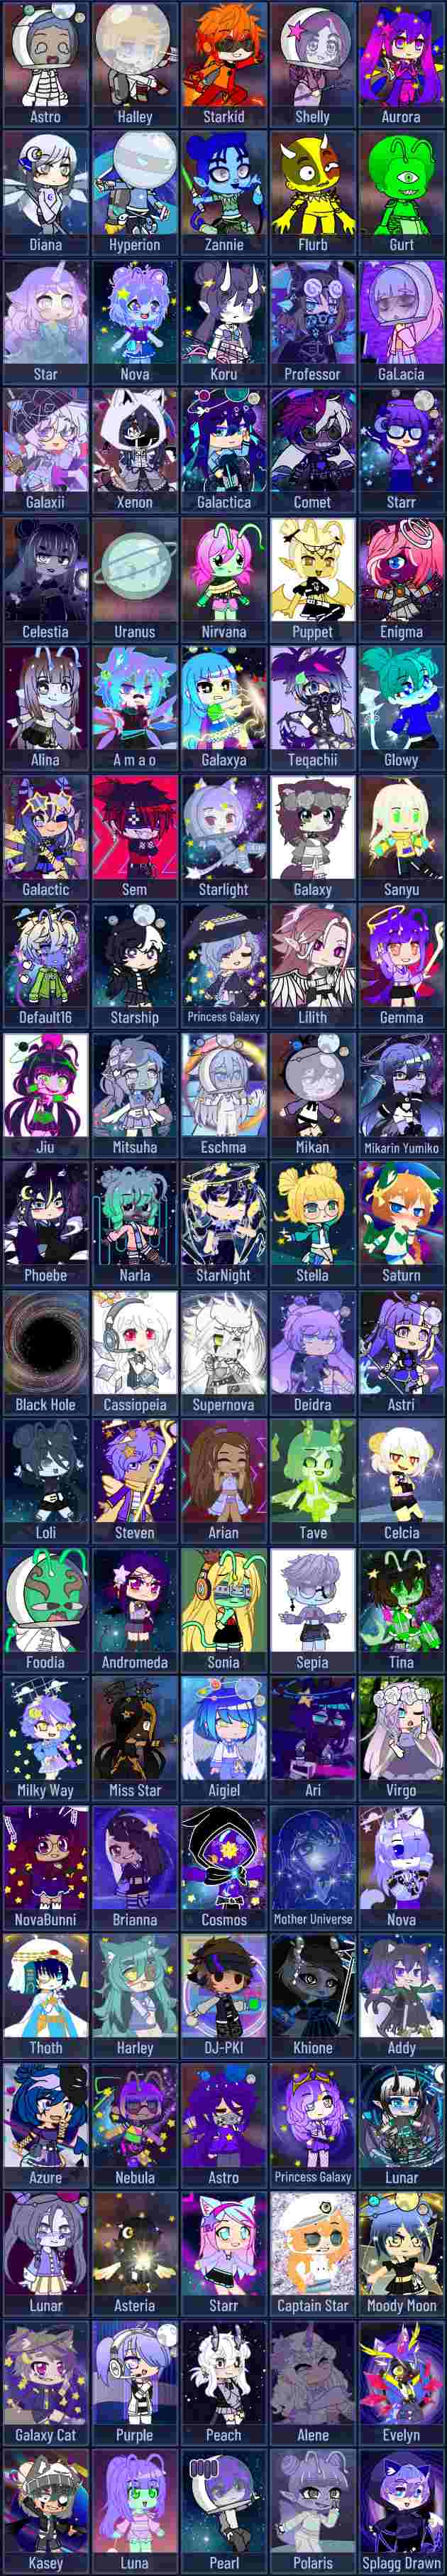 Astro Halley Starkid Shelly Aurora
Diana Hyperion Zannie Flurb Gurt
Star Nova Koru Professor GaLacia
Galaxii Xenon Galactica Comet Starr
Celestia Uranus Nirvana Puppet Enigma
Alina A m a o Galaxya Teqachii Glowy
Galactic Sem Starlight Galaxy Sanyu
Default16 Starship Princess Galaxy Lilith Gemma
Jiu Mitsuha Eschma Mikan Mikarin Yumiko
Phoebe Narla StarNight Stella Saturn
Black Hole Cassiopeia Supernova Deidra Astri
Loli Steven Arian Tave Celcia
Foodia Andromeda Sonia Sepia Tina
Milky Way Miss Star Aigiel Ari Virgo
NovaBunni Brianna Cosmos Mother Universe Nova
Thoth Harley DJ-PKI Khione Addy
Azure Nebula Astro Princess Galaxy Lunar
Lunar Asteria Starr Captain Star Moody Moon
Galaxy Cat Purple Peach Alene Evelyn
Kasey Luna Pearl Polaris Splagg Drawn